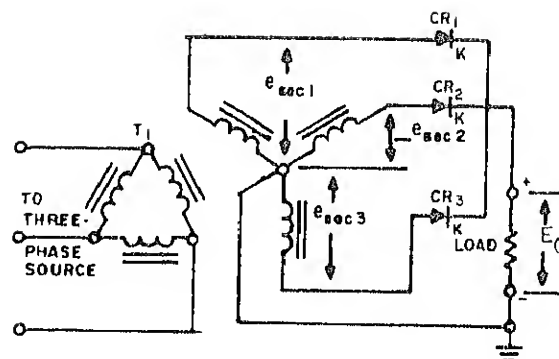 CR1
K
e sec 1
CR2
K
e sec 2
T1
TO
THREE-
PHASE
SOURCE
e sec 3
CR3
K
LOAD
+
E
-